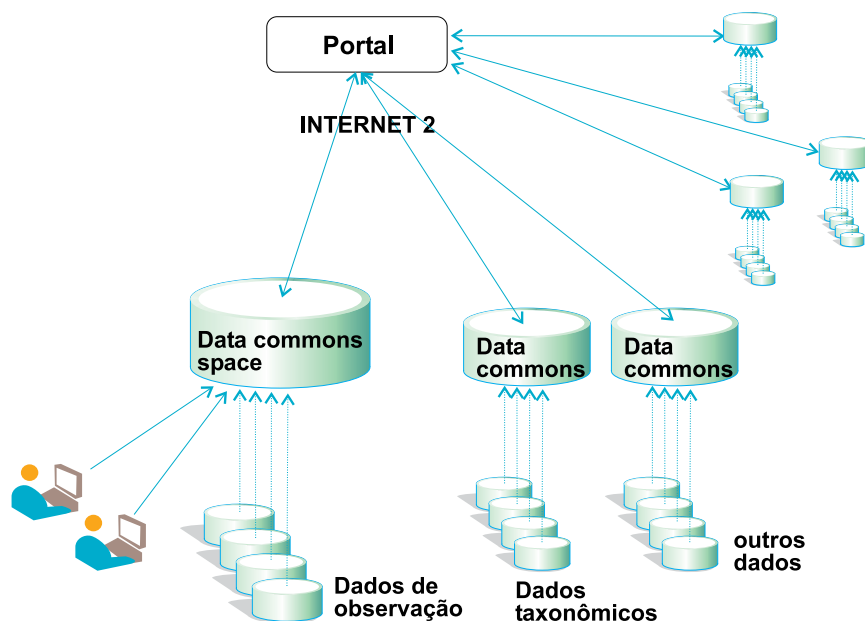 Portal
INTERNET 2
Data commons
space
Data
commons
Data
commons
Dados de
observação
Dados
taxonômicos
outros
dados